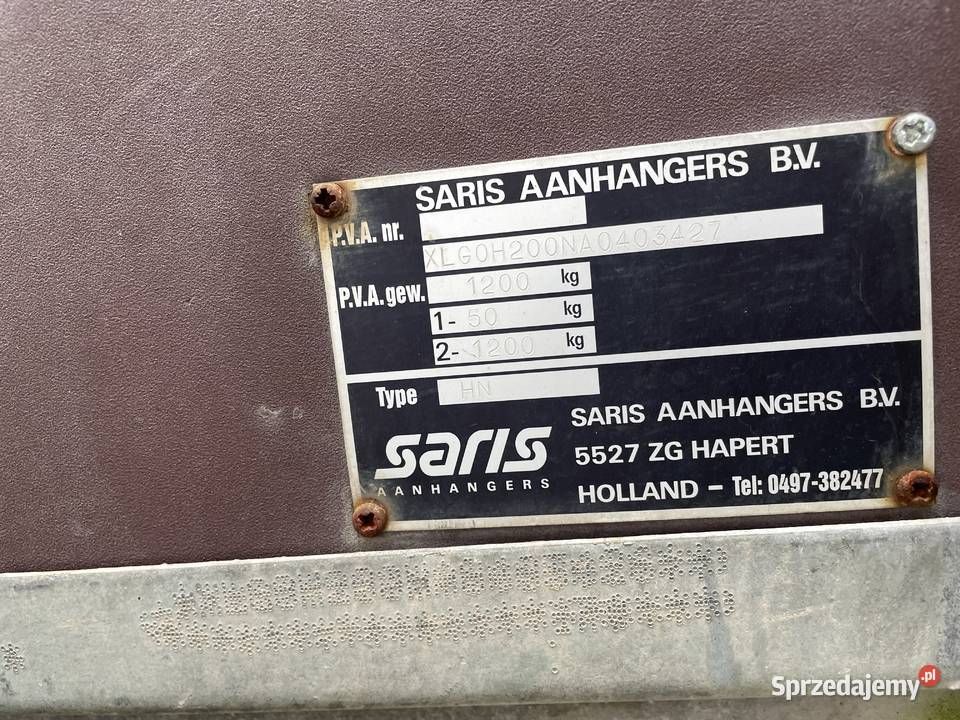 SARIS AANHANGERS B.V.
P.V.A. nr.
XLG0H200NA0403427
P.V.A. gew. 1200 kg
1- 50 kg
2- 1200 kg
Type HN
saris
AANHANGERS
SARIS AANHANGERS B.V.
5527 ZG HAPERT
HOLLAND – Tel: 0497-382477
Sprzedajemy.pl